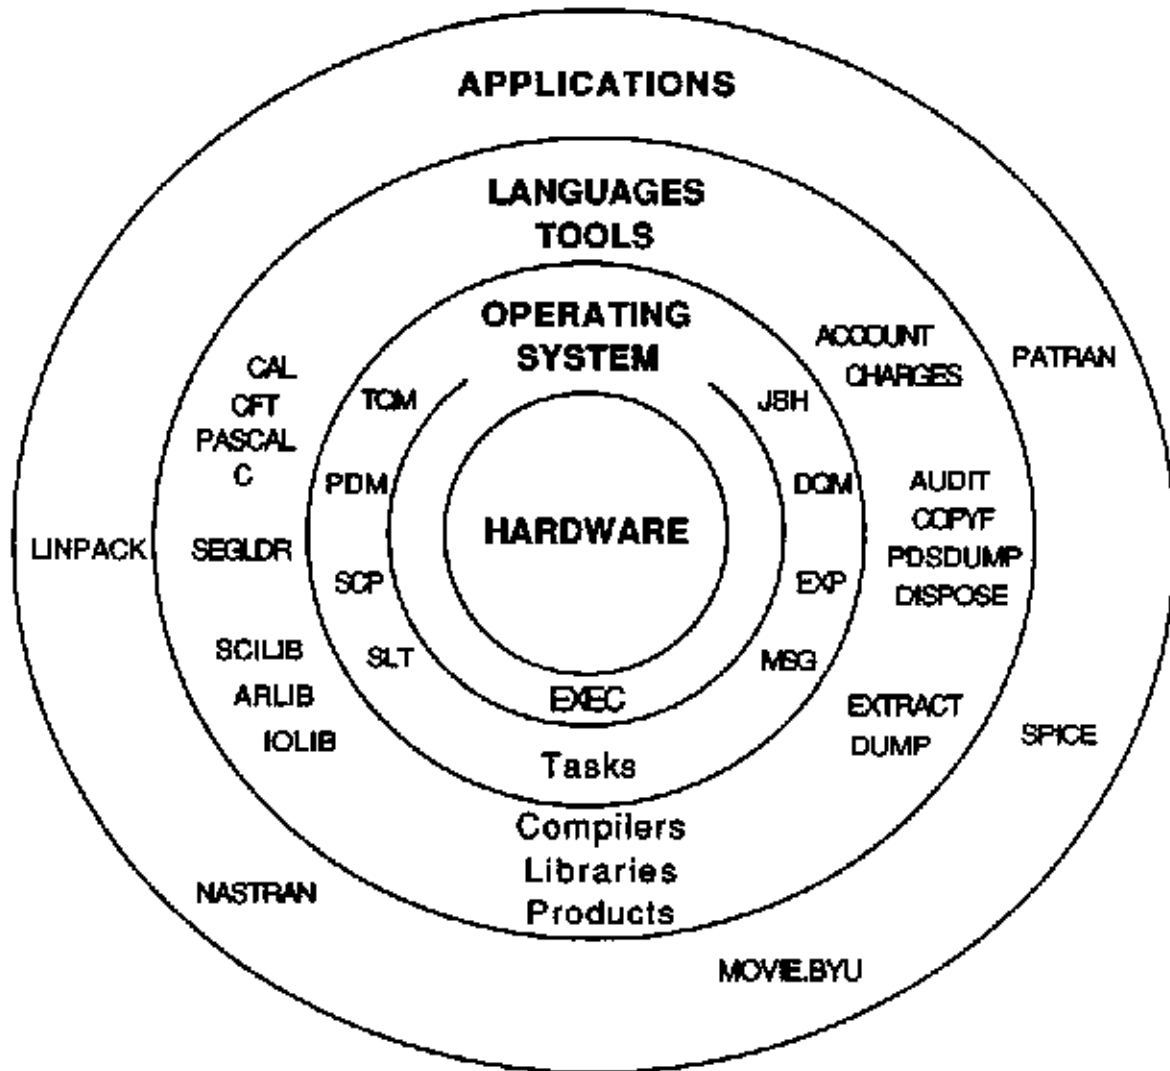 APPLICATIONS
LANGUAGES
TOOLS
OPERATING
SYSTEM
HARDWARE
EXEC
Tasks
Compilers
Libraries
Products
TQM
PDM
SCP
SLT
JSH
DQM
EXP
MSG
CAL
CFT
PASCAL
C
SEGLDR
SCILIB
ARLIB
IOLIB
ACCOUNT
CHARGES
AUDIT
COPYF
PDSDUMP
DISPOSE
EXTRACT
DUMP
LINPACK
NASTRAN
PATRAN
SPICE
MOVIE.BYU